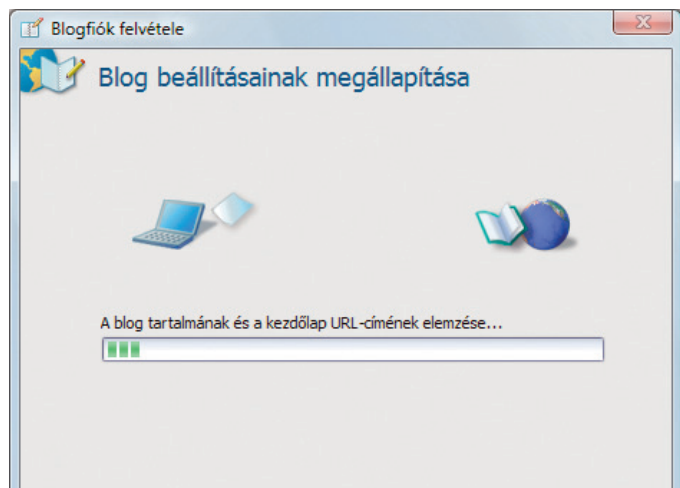 Blogfiók felvétele
Blog beállításainak megállapítása
A blog tartalmának és a kezdőlap URL-címének elemzése...